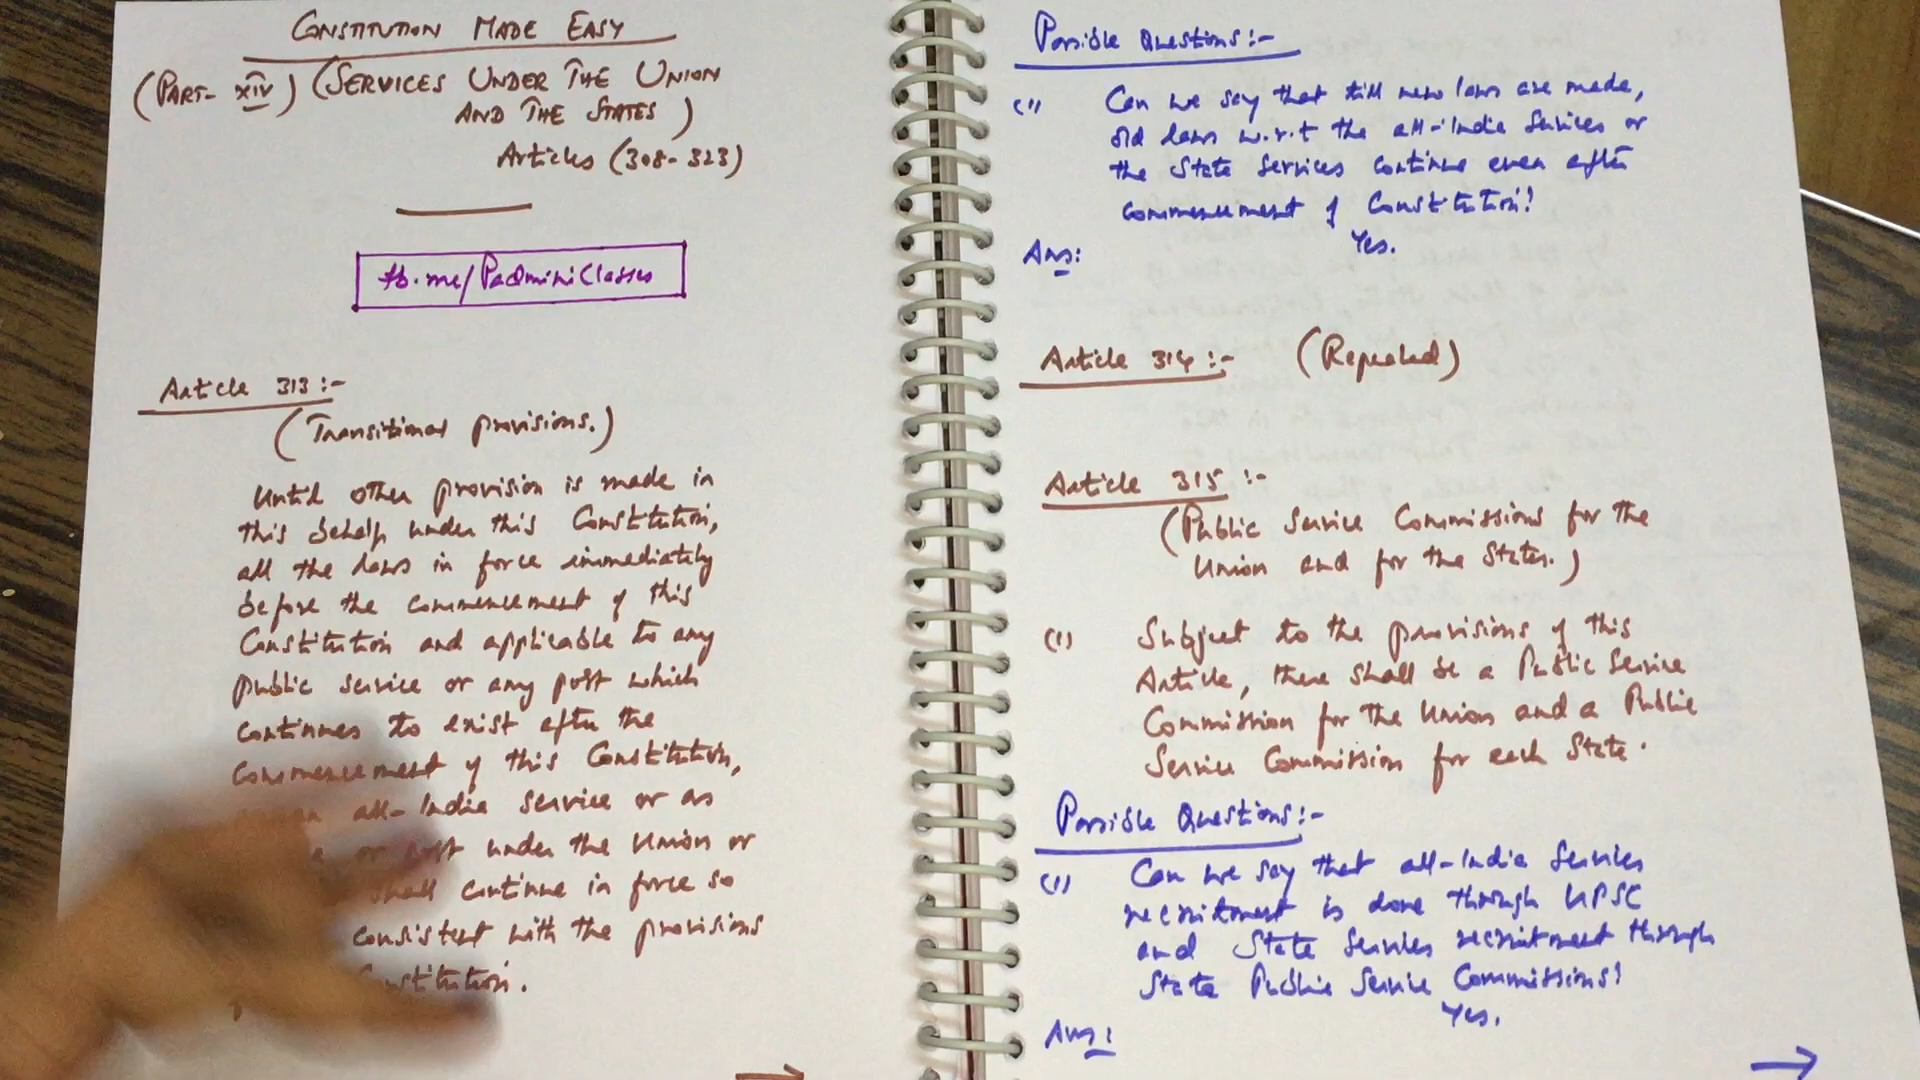 CONSTITUTION MADE EASY
(PART-XIV) (SERVICES UNDER THE UNION
AND THE STATES)
Articles (308-323)
fb.me/PadminiClasses
Article 313:-
(Transitional provisions.)
Until other provision is made in
this behalf under this Constitution,
all the laws in force immediately
before the commencement of this
Constitution and applicable to any
public service or any post which
continues to exist after the
commencement of this Constitution,
all-India service or as
or post under the Union or
shall continue in force so
consistent with the provisions
Constitution.
Possible Questions:-
(1) Can we say that till new laws are made,
old laws w.r.t the all-India Services or
the State Services continue even after
commencement of Constitution?
Yes.
Ans:
Article 314:- (Repealed)
Article 315:-
(Public Service Commissions for the
Union and for the States.)
(1) Subject to the provisions of this
Article, there shall be a Public Service
Commission for the Union and a Public
Service Commission for each State.
Possible Questions:-
(1) Can we say that all-India Services
recruitment is done through UPSC
and State Services recruitment through
State Public Service Commissions?
Yes.
Ans: